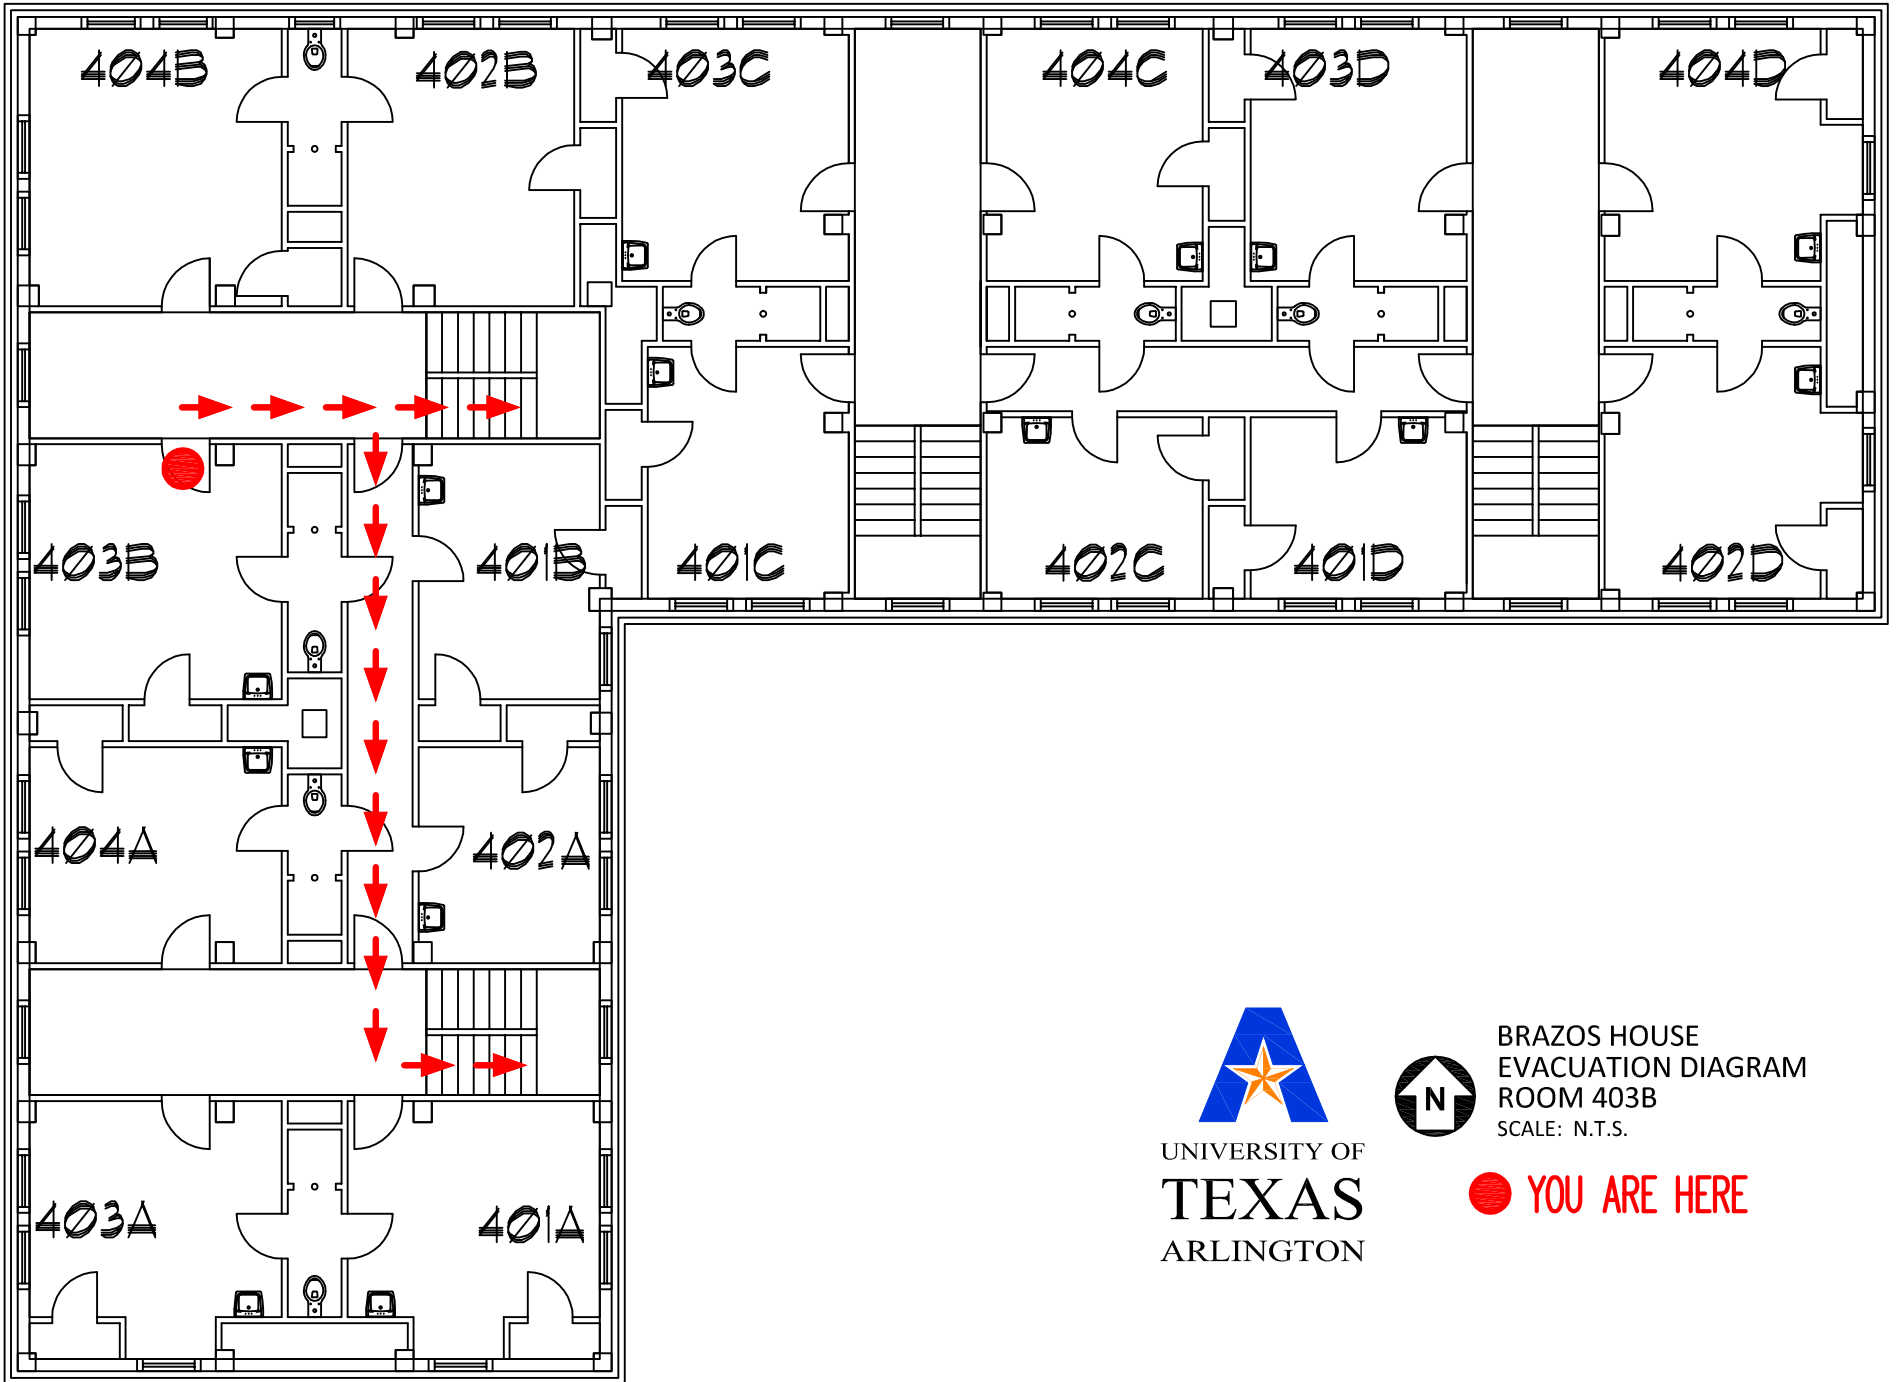 404B
402B
403C
404C
403D
404D
403B
401B
401C
402C
401D
402D
404A
402A
403A
401A
UNIVERSITY OF
TEXAS
ARLINGTON
N
BRAZOS HOUSE
EVACUATION DIAGRAM
ROOM 403B
SCALE: N.T.S.
YOU ARE HERE